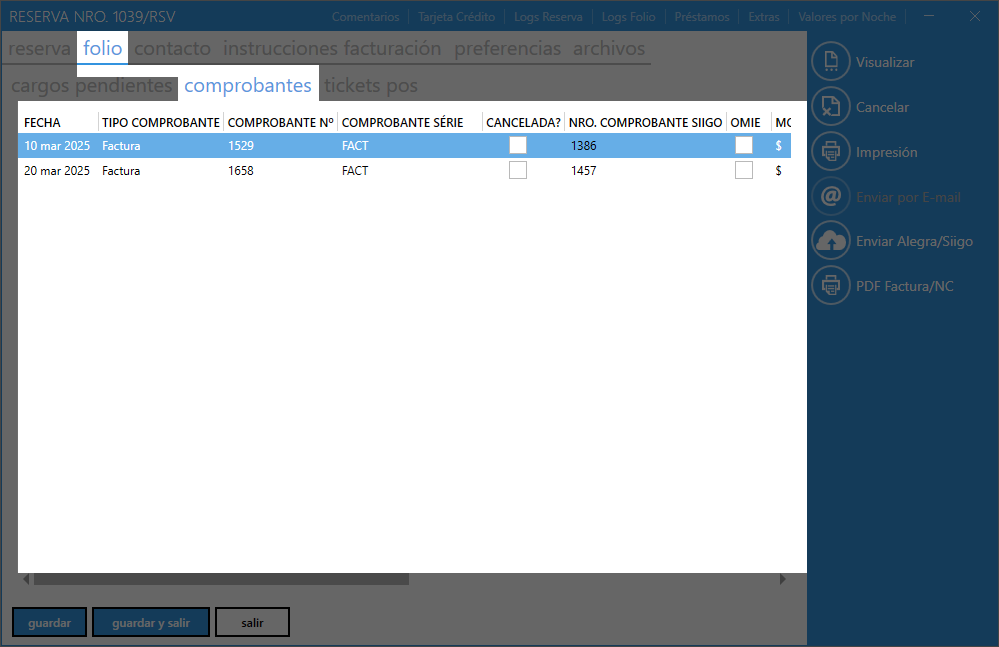 RESERVA NRO. 1039/RSV Comentarios Tarjeta Crédito Logs Reserva Logs Folio Préstamos Extras Valores por Noche
reserva folio contacto instrucciones facturación preferencias archivos
cargos pendientes comprobantes tickets pos
FECHA TIPO COMPROBANTE COMPROBANTE Nº COMPROBANTE SÉRIE CANCELADA? NRO. COMPROBANTE SIIGO OMIE MO
10 mar 2025 Factura 1529 FACT 1386 $
20 mar 2025 Factura 1658 FACT 1457 $
Visualizar
Cancelar
Impresión
@ Enviar por E-mail
Enviar Alegra/Siigo
PDF Factura/NC
guardar guardar y salir salir